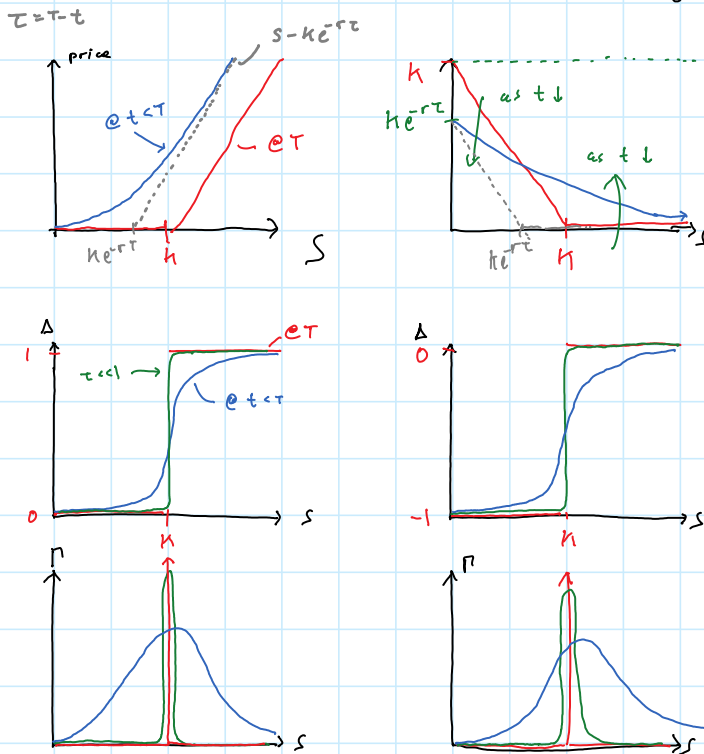 τ = T - t
S - Ke^{-rτ}
price
@ t<T
@ T
Ke^{-rτ}
K
S
K
as t ↓
Ke^{-rτ}
as t ↓
Ke^{-rτ}
K
S
Δ
1
@T
τ<<1
@ t<T
0
K
S
Δ
0
-1
K
S
Γ
S
Γ
S